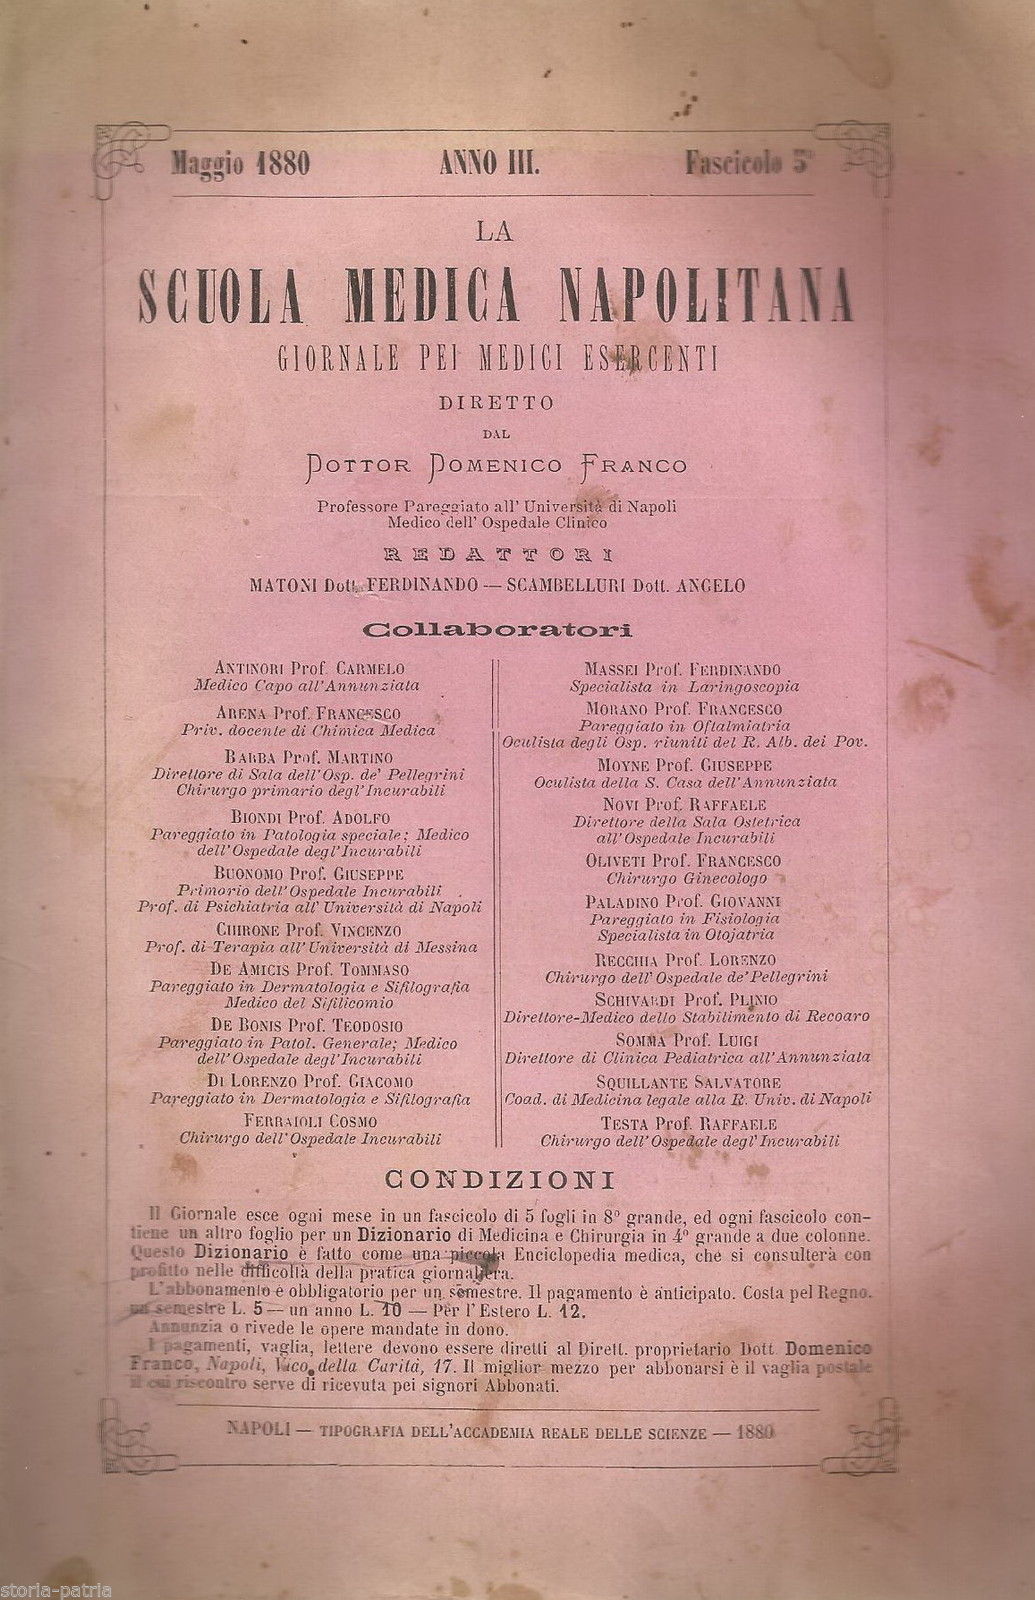 Maggio 1880 ANNO III. Fascicolo 5º
LA
SCUOLA MEDICA NAPOLITANA
GIORNALE PEI MEDICI ESERCENTI
DIRETTO
DAL
DOTTOR DOMENICO FRANCO
Professore Pareggiato all' Università di Napoli
Medico dell' Ospedale Clinico
REDATTORI
MATONI Dott. FERDINANDO — SCAMBELLURI Dott. ANGELO
Collaboratori
ANTINORI Prof. CARMELO
Medico Capo all'Annunziata
ARENA Prof. FRANCESCO
Priv. docente di Chimica Medica
BARBA Prof. MARTINO
Direttore di Sala dell'Osp. de' Pellegrini
Chirurgo primario degl'Incurabili
BIONDI Prof. ADOLFO
Pareggiato in Patologia speciale: Medico
dell'Ospedale degl'Incurabili
BUONOMO Prof. GIUSEPPE
Primario dell'Ospedale Incurabili
Prof. di Psichiatria all' Università di Napoli
CHIRONE Prof. VINCENZO
Prof. di Terapia all'Università di Messina
DE AMICIS Prof. TOMMASO
Pareggiato in Dermatologia e Sifilografia
Medico del Sifilicomio
DE BONIS Prof. TEODOSIO
Pareggiato in Patol. Generale; Medico
dell'Ospedale degl'Incurabili
DI LORENZO Prof. GIACOMO
Pareggiato in Dermatologia e Sifilografia
FERRAIOLI COSMO
Chirurgo dell'Ospedale Incurabili
MASSEI Prof. FERDINANDO
Specialista in Laringoscopia
MORANO Prof. FRANCESCO
Pareggiato in Oftalmiatria
Oculista degli Osp. riuniti del R. Alb. dei Pov.
MOYNE Prof. GIUSEPPE
Oculista della S. Casa dell'Annunziata
NOVI Prof. RAFFAELE
Direttore della Sala Ostetrica
all'Ospedale Incurabili
OLIVETI Prof. FRANCESCO
Chirurgo Ginecologo
PALADINO Prof. GIOVANNI
Pareggiato in Fisiologia
Specialista in Otojatria
RECCHIA Prof. LORENZO
Chirurgo dell'Ospedale de'Pellegrini
SCHIVARDI Prof. PLINIO
Direttore-Medico dello Stabilimento di Recoaro
SOMMA Prof. LUIGI
Direttore di Clinica Pediatrica all'Annunziata
SQUILLANTE SALVATORE
Coad. di Medicina legale alla R. Univ. di Napoli
TESTA Prof. RAFFAELE
Chirurgo dell'Ospedale degl'Incurabili
CONDIZIONI
Il Giornale esce ogni mese in un fascicolo di 5 fogli in 8º grande, ed ogni fascicolo con-
tiene un altro foglio per un Dizionario di Medicina e Chirurgia in 4º grande a due colonne.
Questo Dizionario è fatto come una piccola Enciclopedia medica, che si consulterà con
profitto nelle difficoltà della pratica giornaliera.
L'abbonamento è obbligatorio per un semestre. Il pagamento è anticipato. Costa pel Regno.
un semestre L. 5 — un anno L. 10 — Per l'Estero L. 12.
Annunzia o rivede le opere mandate in dono.
I pagamenti, vaglia, lettere devono essere diretti al Dirett. proprietario Dott. Domenico
Franco, Napoli, Vico della Carità, 17. Il miglior mezzo per abbonarsi è il vaglia postale
il cui riscontro serve di ricevuta pei signori Abbonati.
NAPOLI — TIPOGRAFIA DELL'ACCADEMIA REALE DELLE SCIENZE — 1880
storia-patria